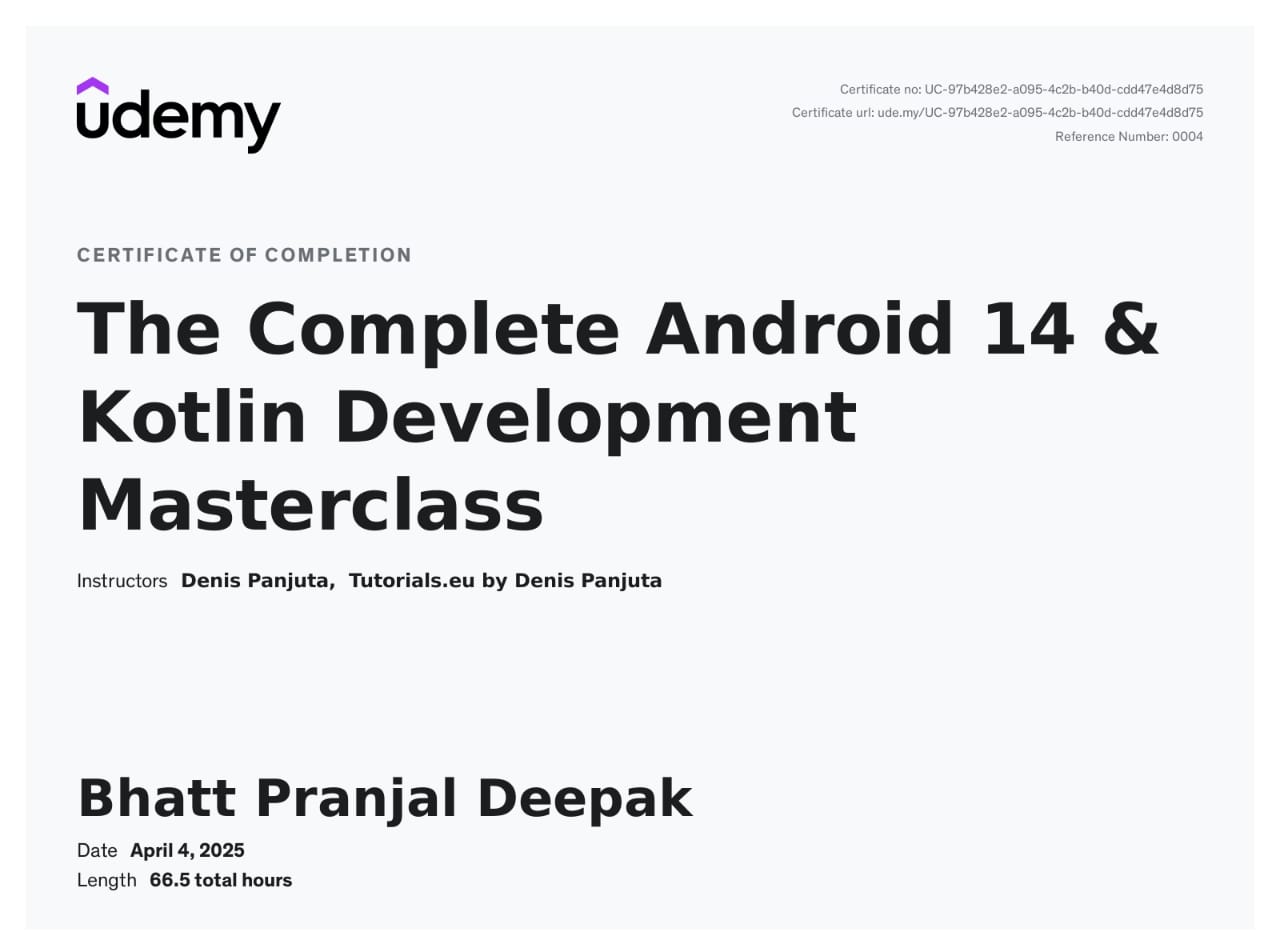 udemy
Certificate no: UC-97b428e2-a095-4c2b-b40d-cdd47e4d8d75
Certificate url: ude.my/UC-97b428e2-a095-4c2b-b40d-cdd47e4d8d75
Reference Number: 0004
CERTIFICATE OF COMPLETION
The Complete Android 14 &
Kotlin Development
Masterclass
Instructors Denis Panjuta, Tutorials.eu by Denis Panjuta
Bhatt Pranjal Deepak
Date April 4, 2025
Length 66.5 total hours